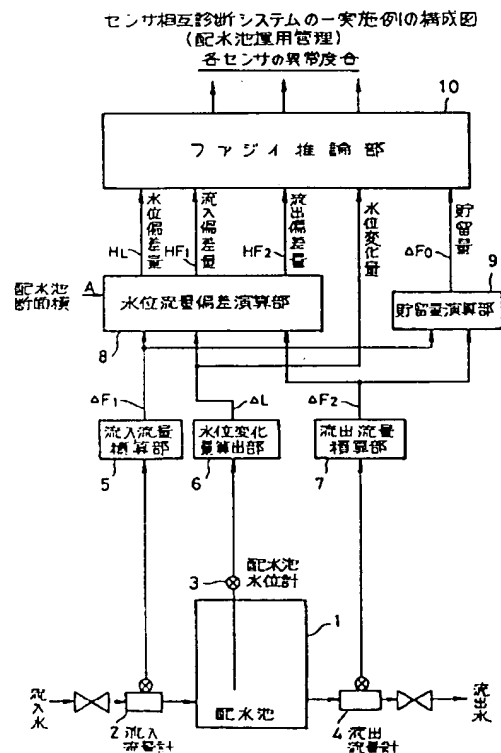 センサ相互診断システムの一実施例の構成図
(配水池運用管理)
各センサの異常度合
10
ファジイ推論部
水位偏差量
流入偏差量
流出偏差量
水位変化量
貯留量
HL
HF1
HF2
ΔF0
9
配水池
断面積
A
水位流量偏差演算部
貯留量演算部
8
ΔF1
ΔL
ΔF2
流入流量
積算部
水位変化
量算出部
流出流量
積算部
5
6
7
3
配水池
水位計
1
流入水
流出水
2
流入
流量計
配水池
4
流出
流量計